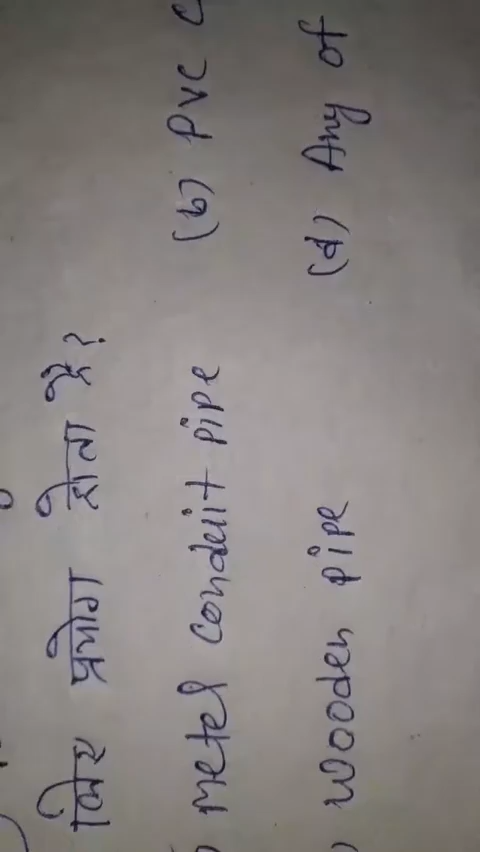 लिए प्रयोग होता है?
) metel conduit pipe (b) PVC C
) wooden pipe (d) Any of